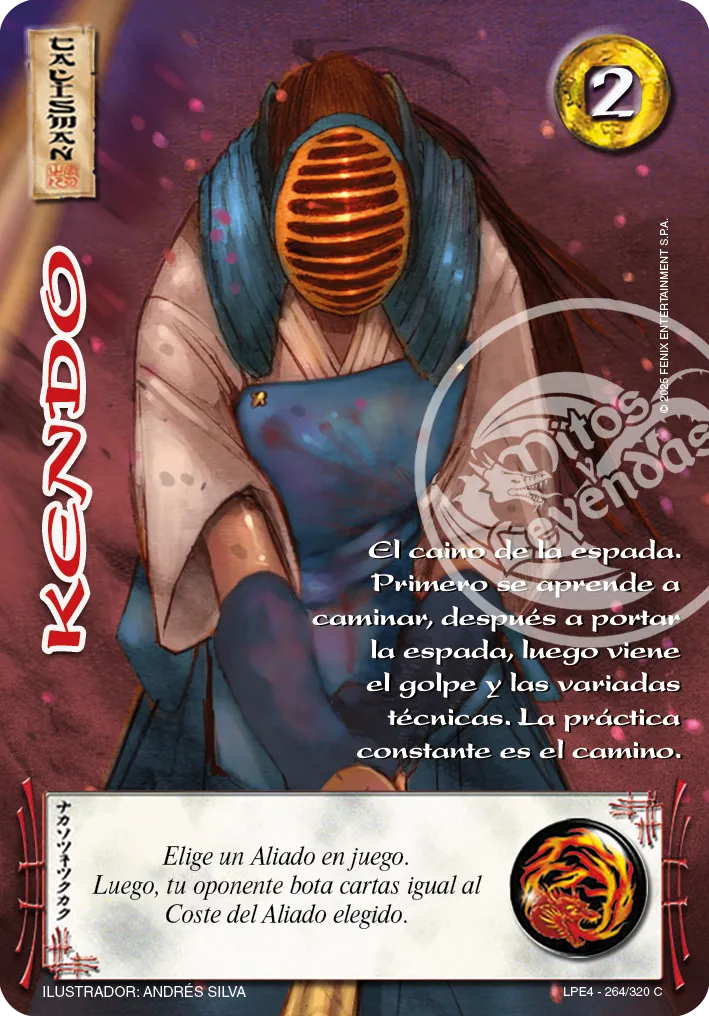 TALISMAN
2
KENDO
© 2025 FENIX ENTERTAINMENT S.P.A.
Mitos
y
Leyendas
El caino de la espada.
Primero se aprende a
caminar, después a portar
la espada, luego viene
el golpe y las variadas
técnicas. La práctica
constante es el camino.
ナカソツネツクカク
Elige un Aliado en juego.
Luego, tu oponente bota cartas igual al
Coste del Aliado elegido.
ILUSTRADOR: ANDRÉS SILVA
LPE4 - 264/320 C